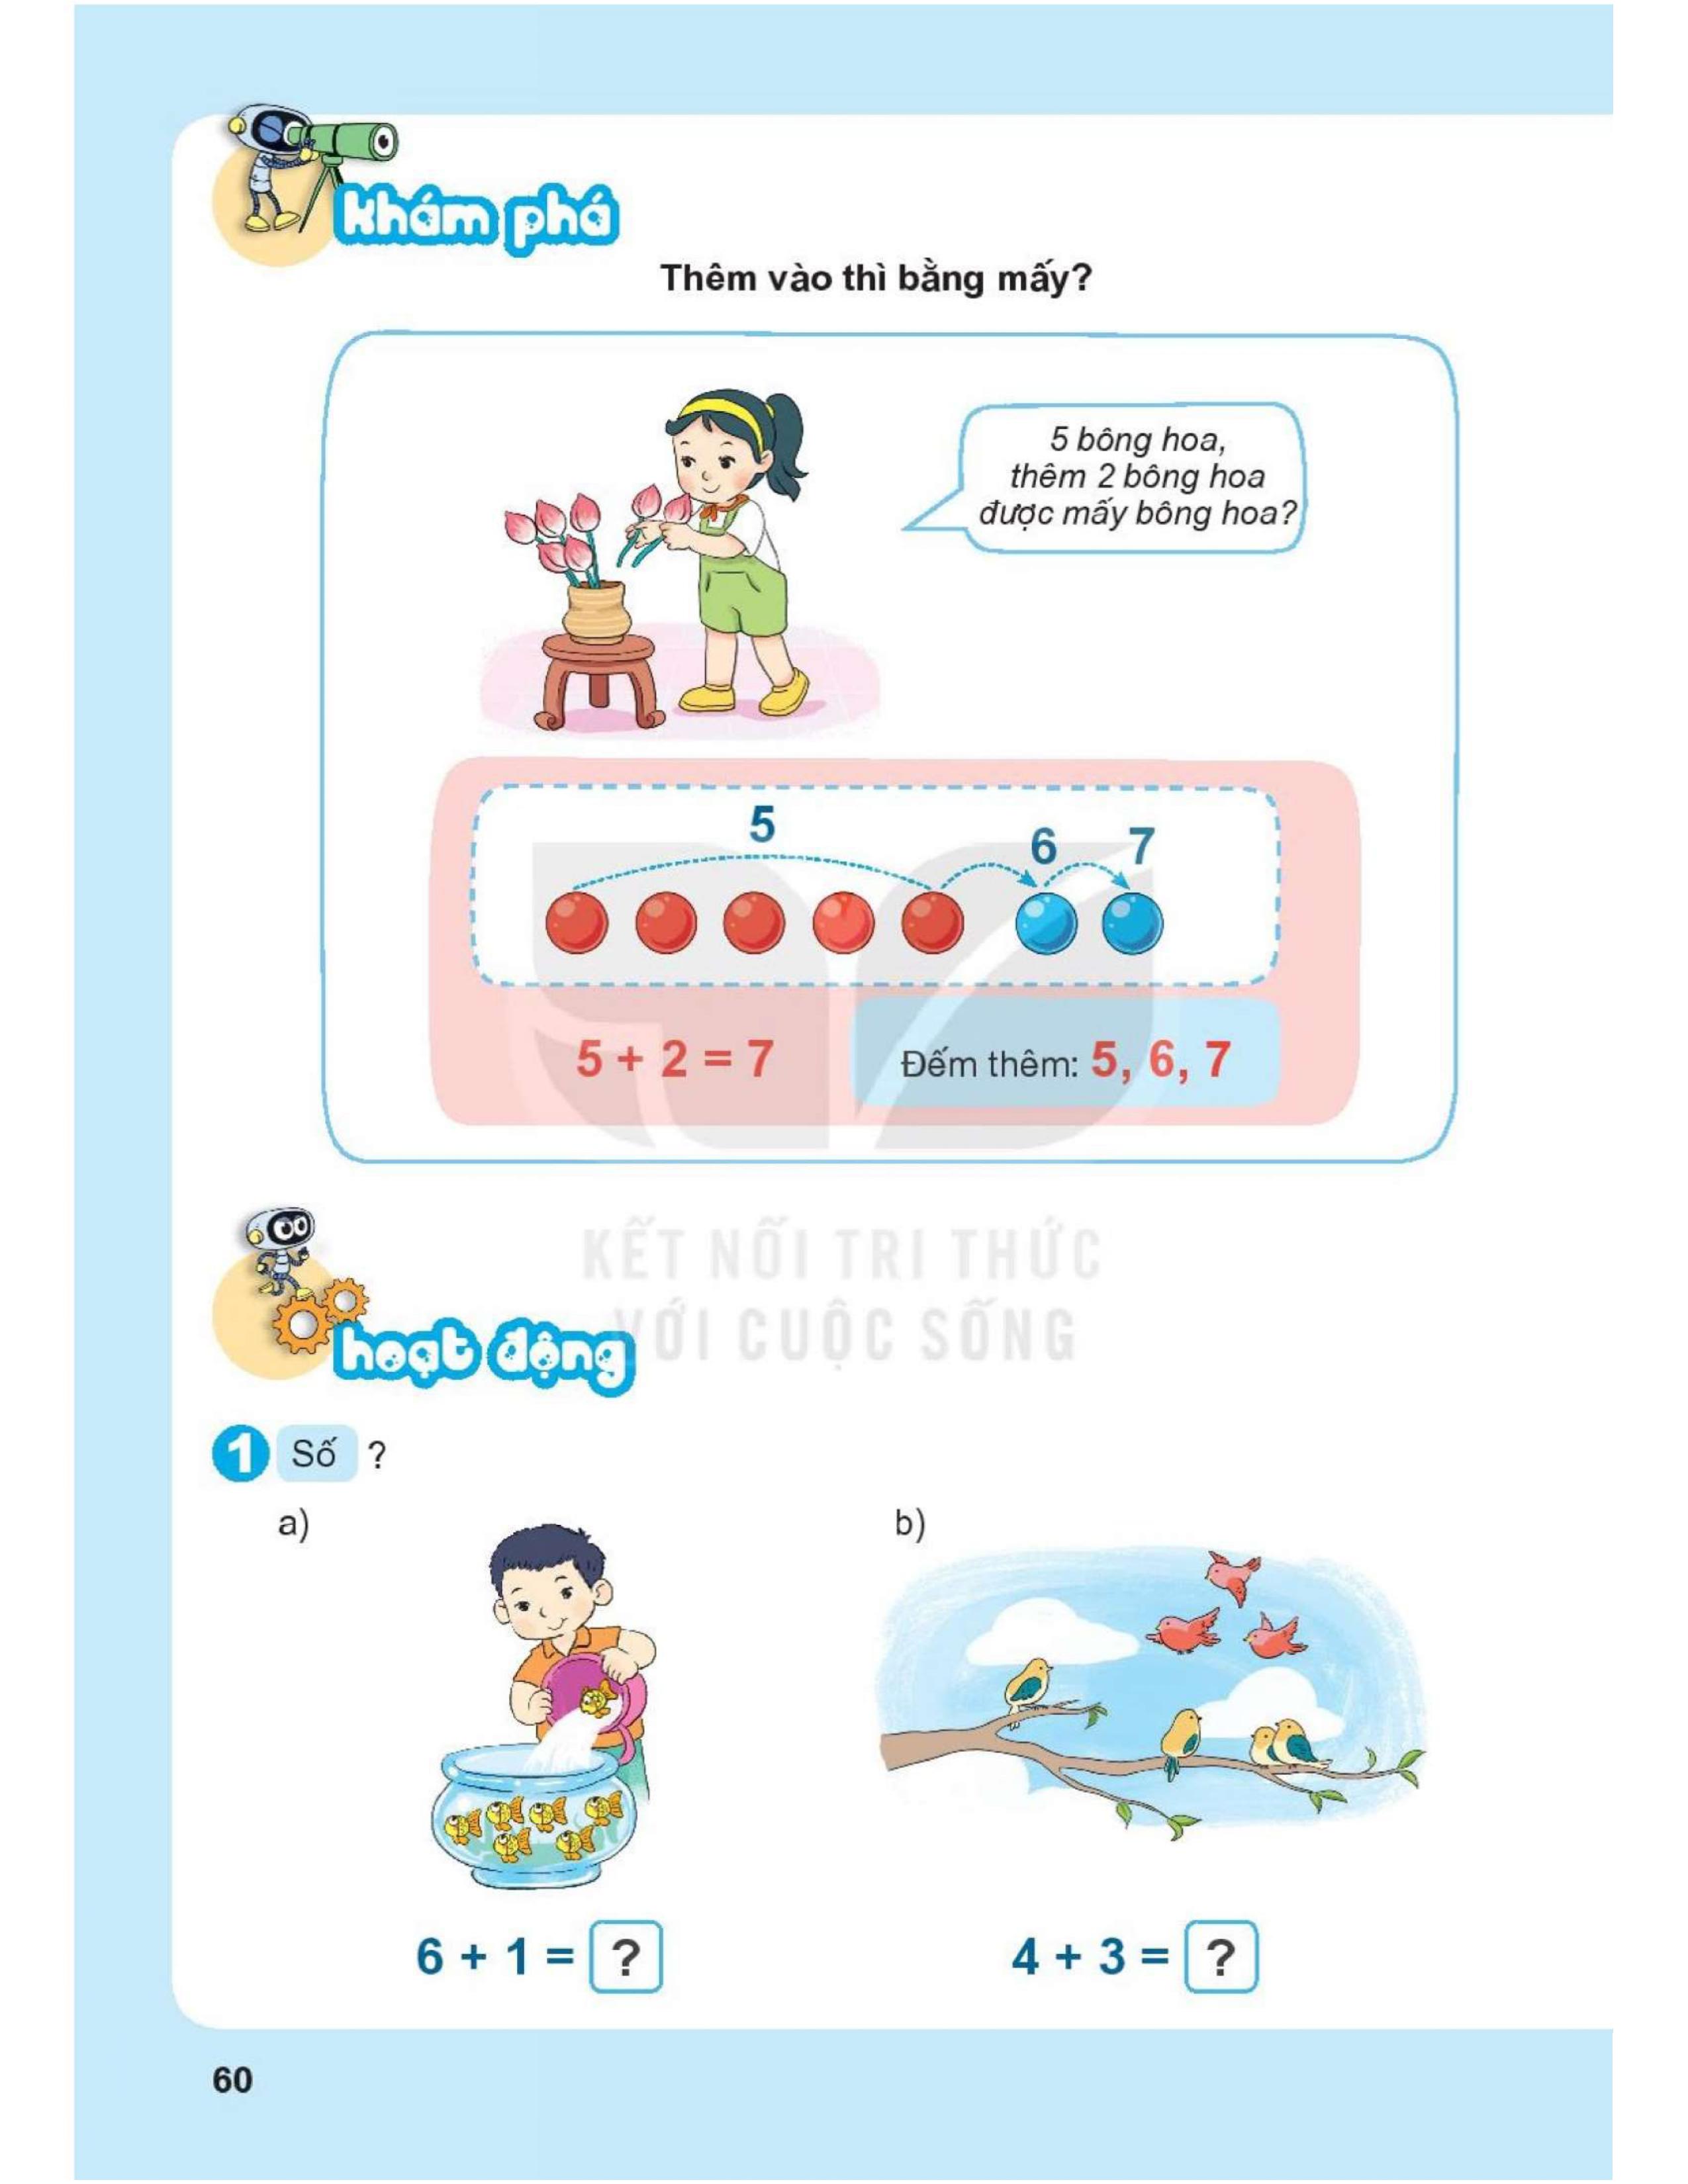 khám phá
Thêm vào thì bằng mấy?
5 bông hoa,
thêm 2 bông hoa
được mấy bông hoa?
5
6 7
5 + 2 = 7
Đếm thêm: 5, 6, 7
KẾT NỐI TRI THỨC
VỚI CUỘC SỐNG
hoạt động
1 Số ?
a)
b)
6 + 1 = ?
4 + 3 = ?
60